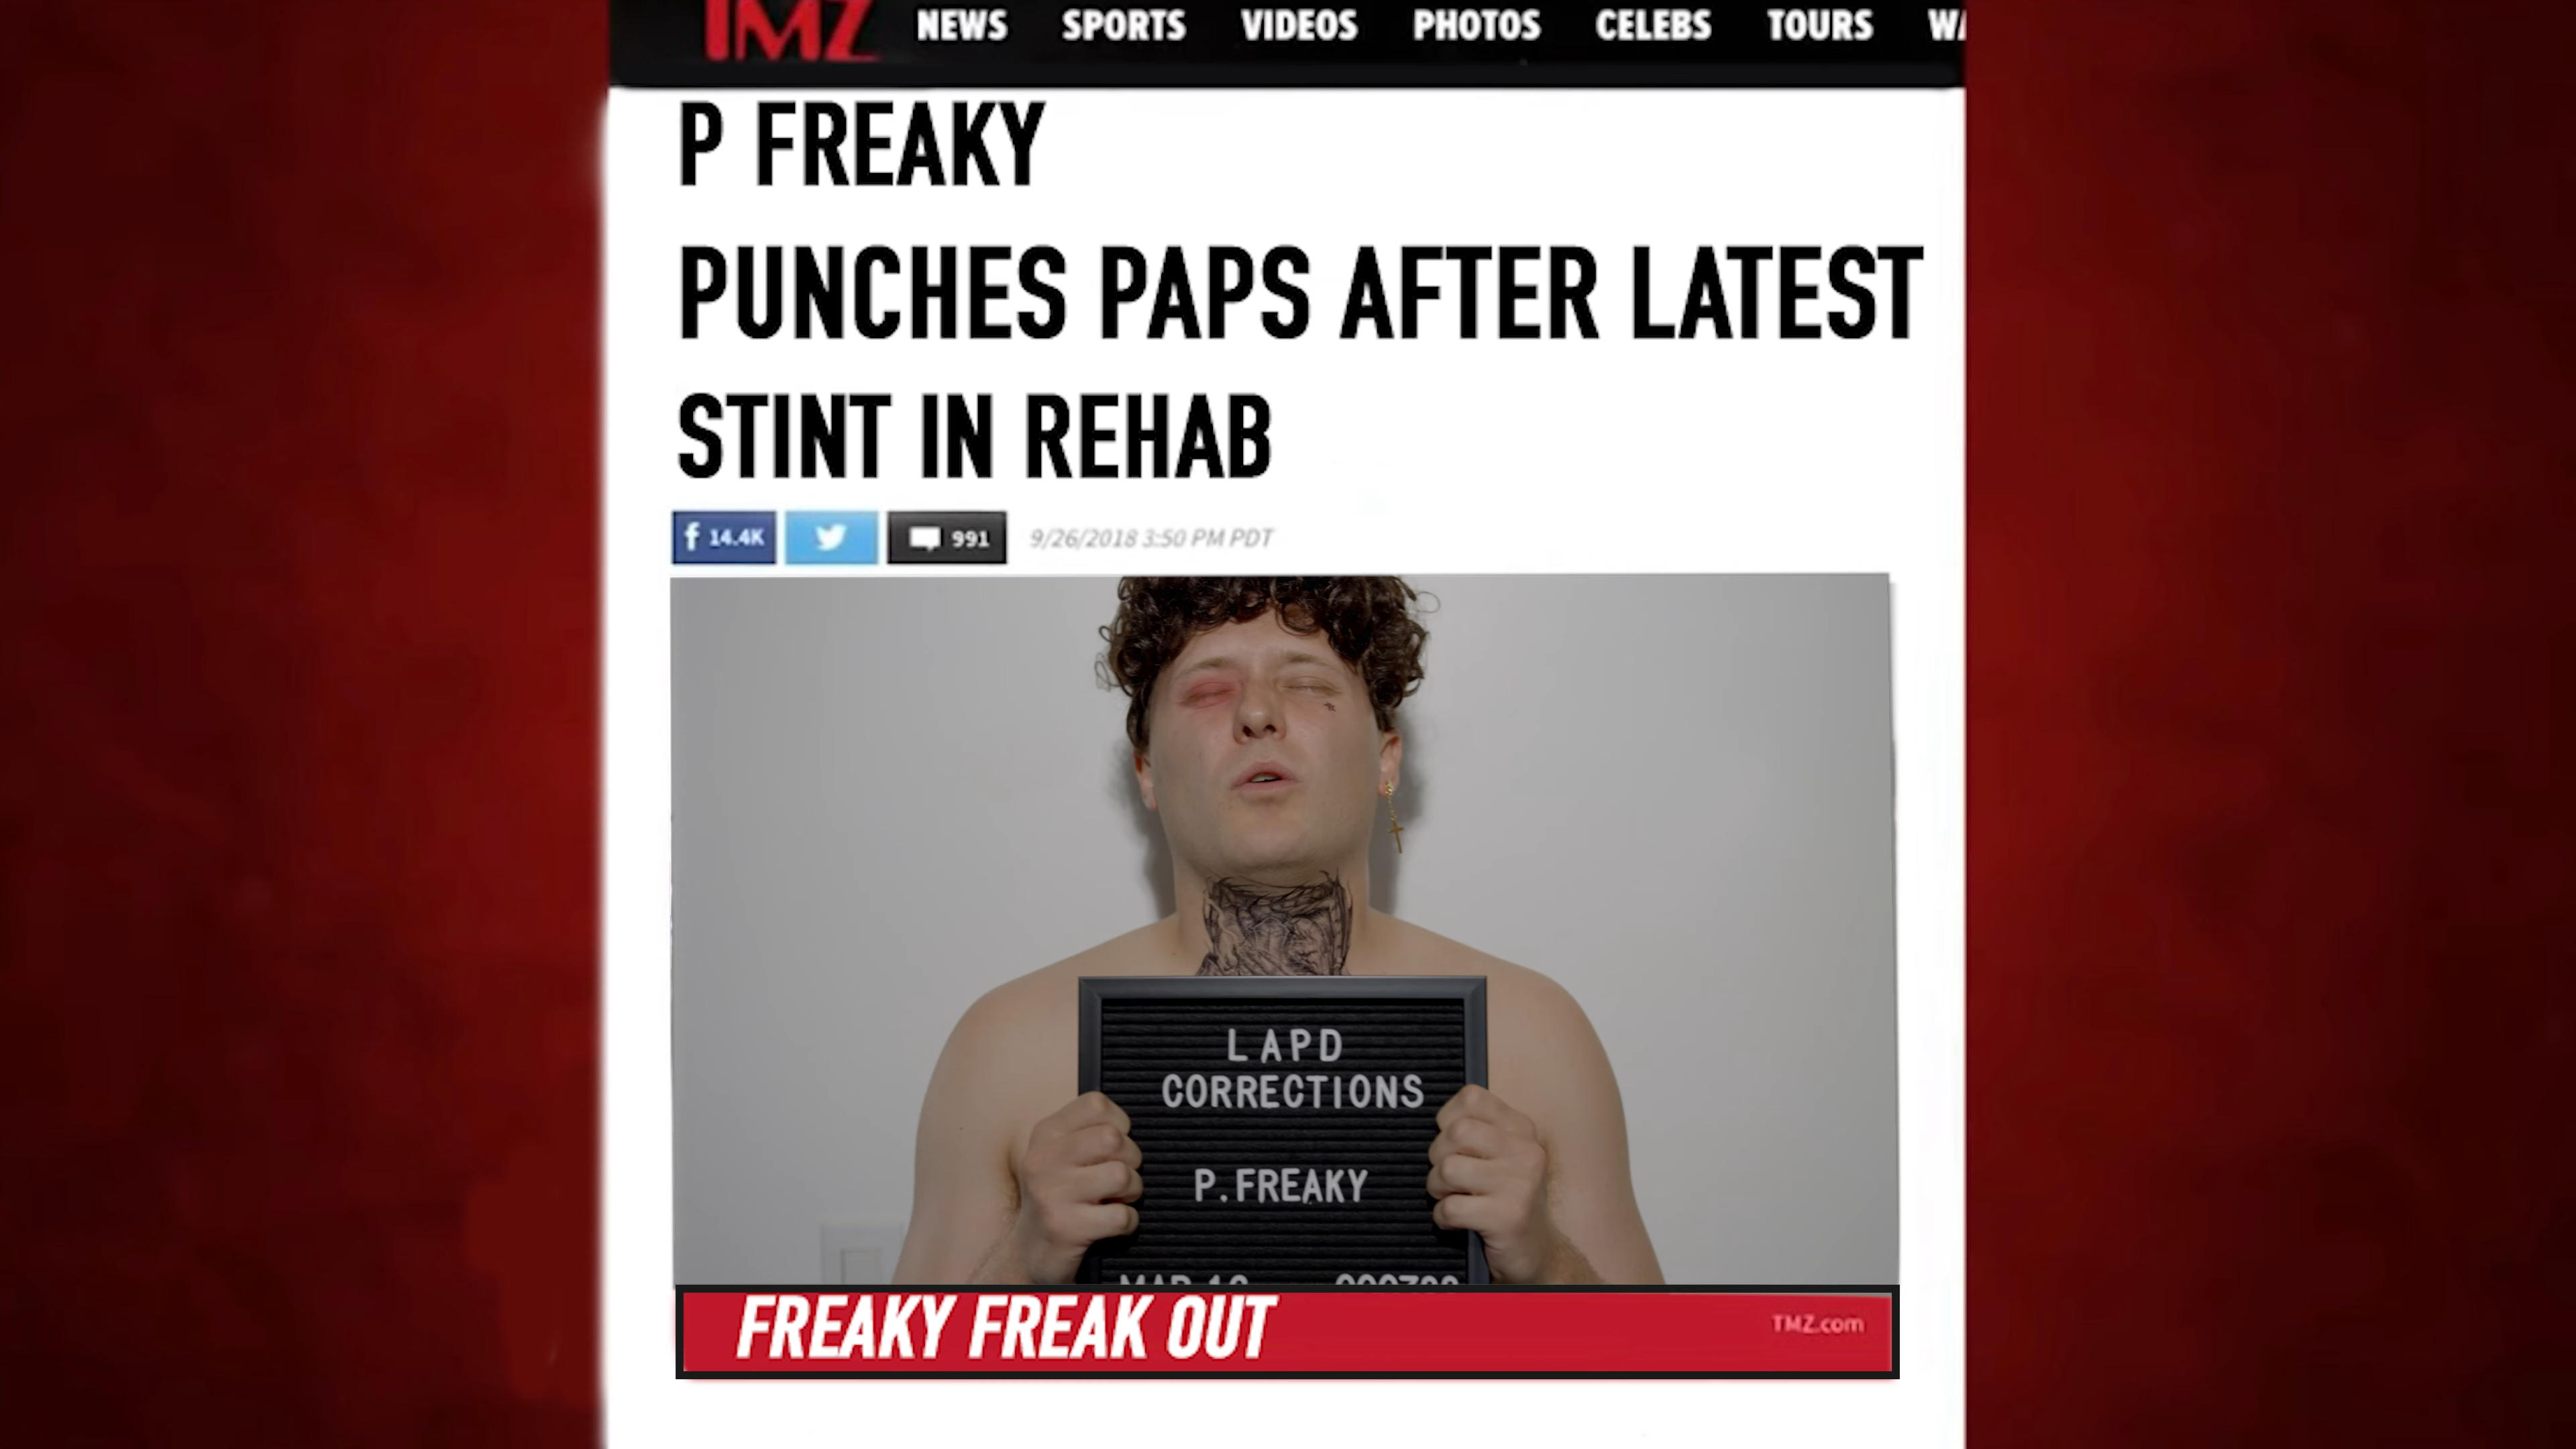 TMZ NEWS SPORTS VIDEOS PHOTOS CELEBS TOURS
P FREAKY
PUNCHES PAPS AFTER LATEST
STINT IN REHAB
f 14.4K 991 9/26/2018 3:50 PM PDT
LAPD
CORRECTIONS
P.FREAKY
FREAKY FREAK OUT
TMZ.com